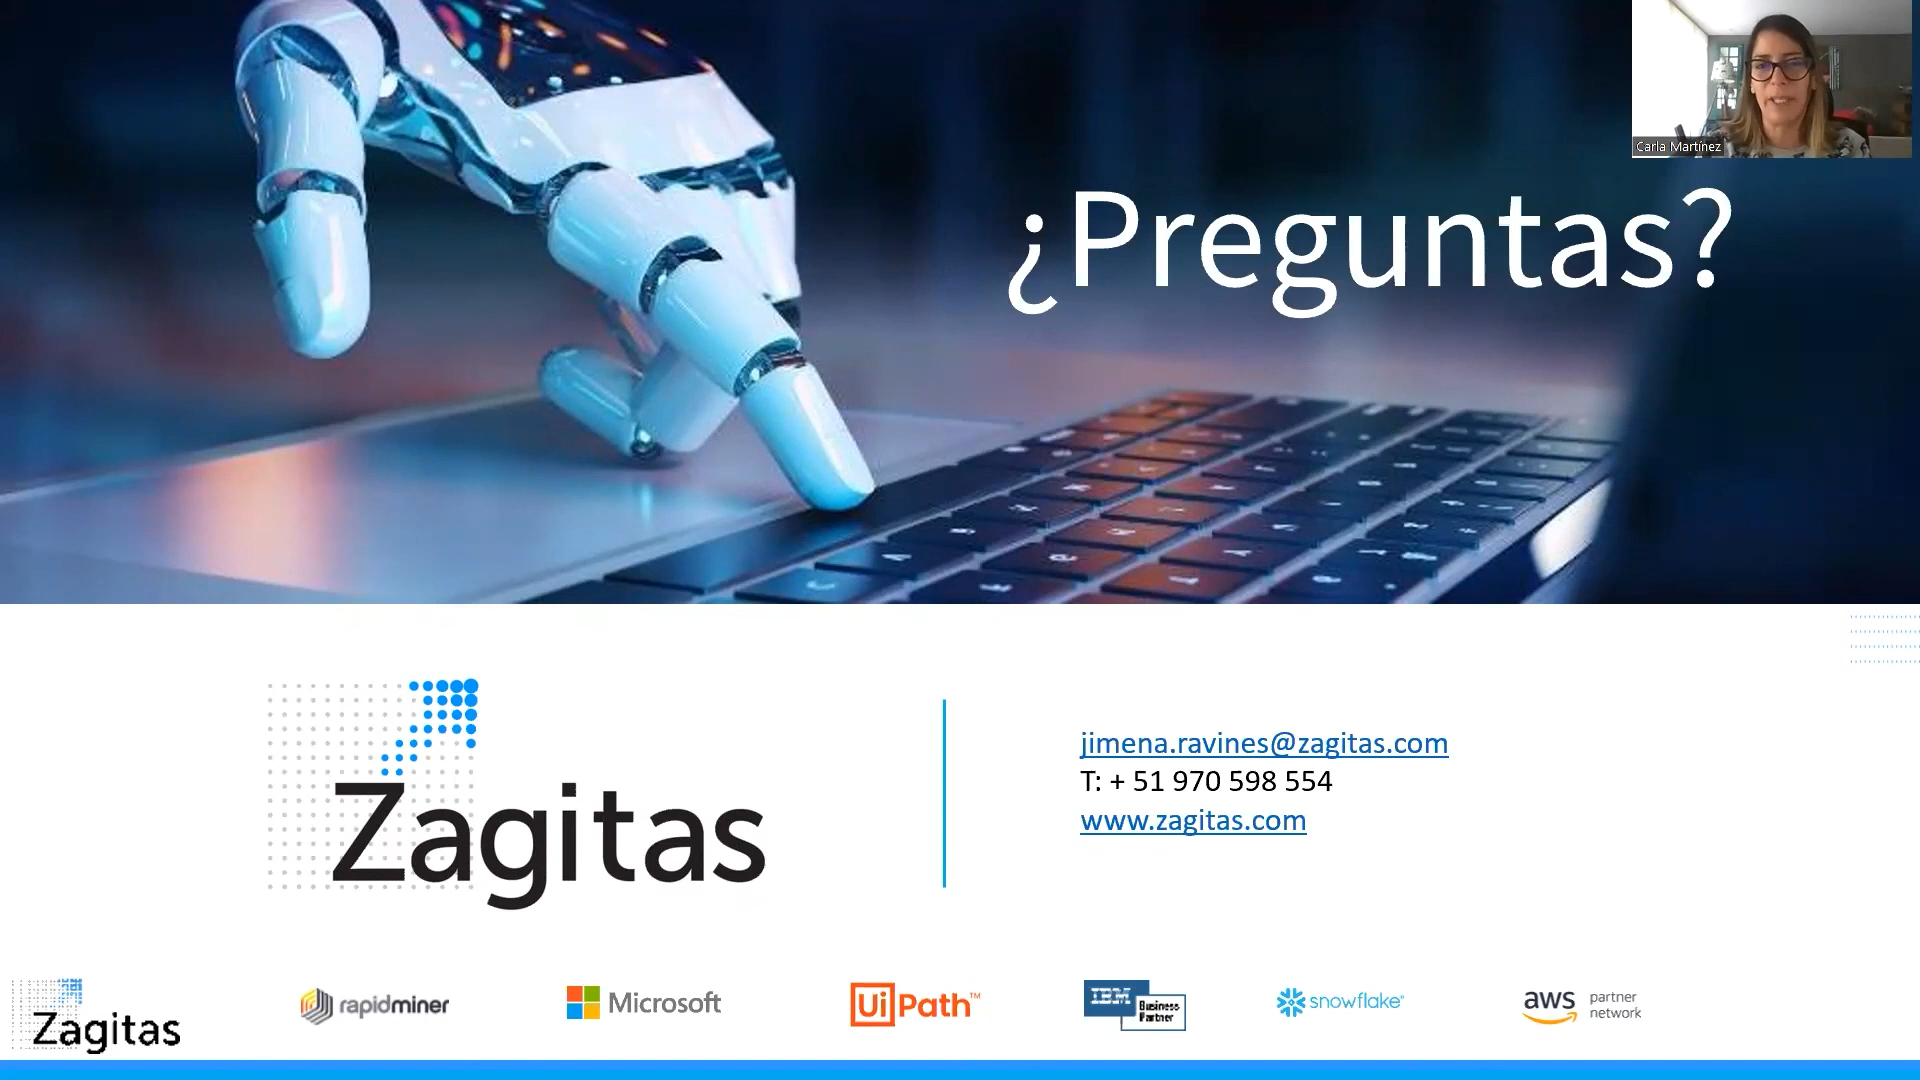 Carla Martínez
¿Preguntas?
Zagitas
jimena.ravines@zagitas.com
T: + 51 970 598 554
www.zagitas.com
Zagitas
rapidminer
Microsoft
UiPath™
IBM
Business
Partner
snowflake®
aws
partner
network